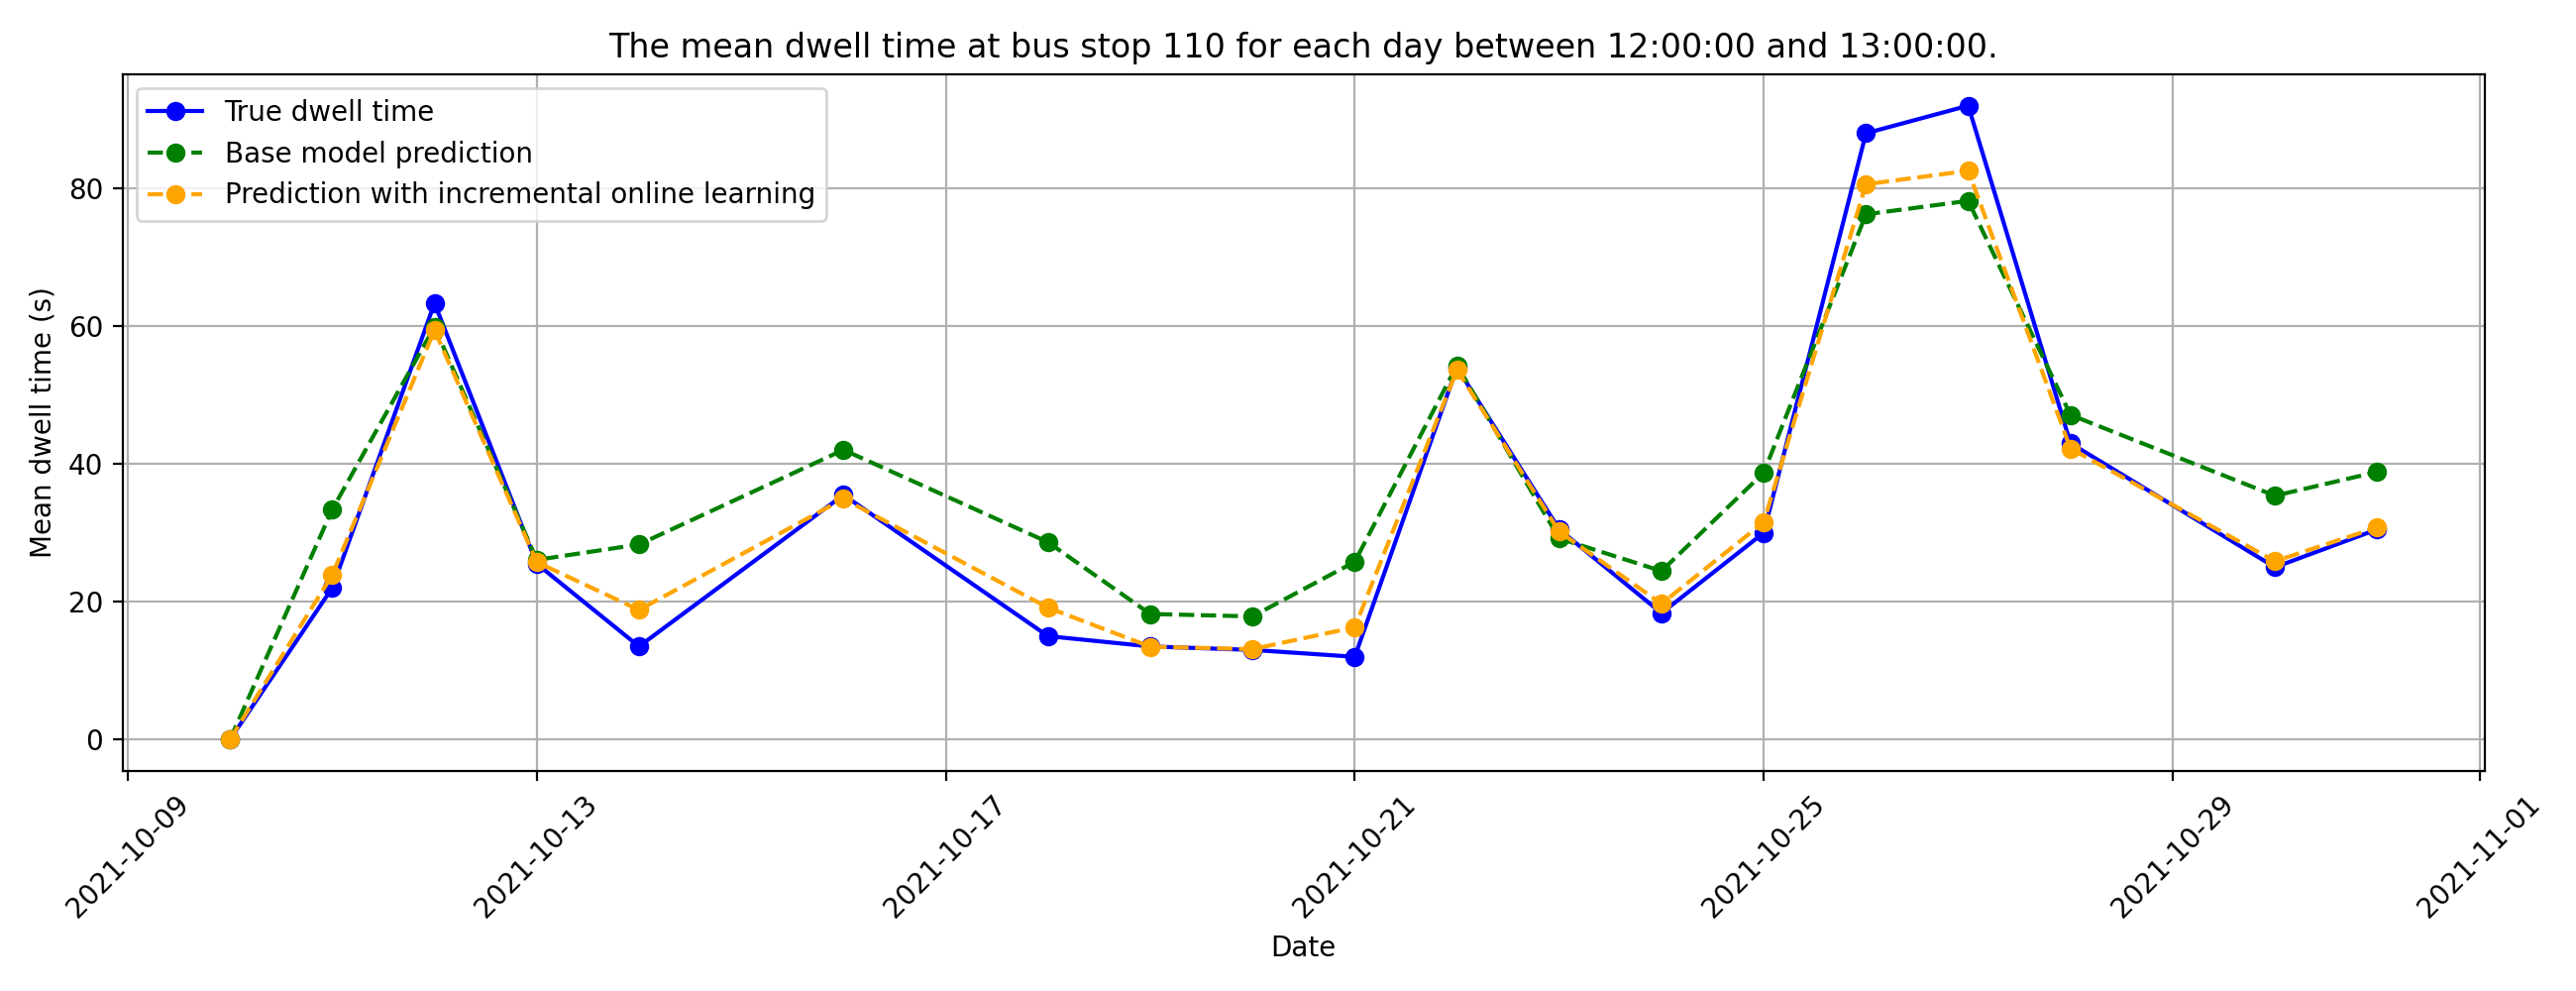 The mean dwell time at bus stop 110 for each day between 12:00:00 and 13:00:00.
True dwell time
Base model prediction
Prediction with incremental online learning
Mean dwell time (s)
80
60
40
20
0
2021-10-09
2021-10-13
2021-10-17
2021-10-21
2021-10-25
2021-10-29
2021-11-01
Date